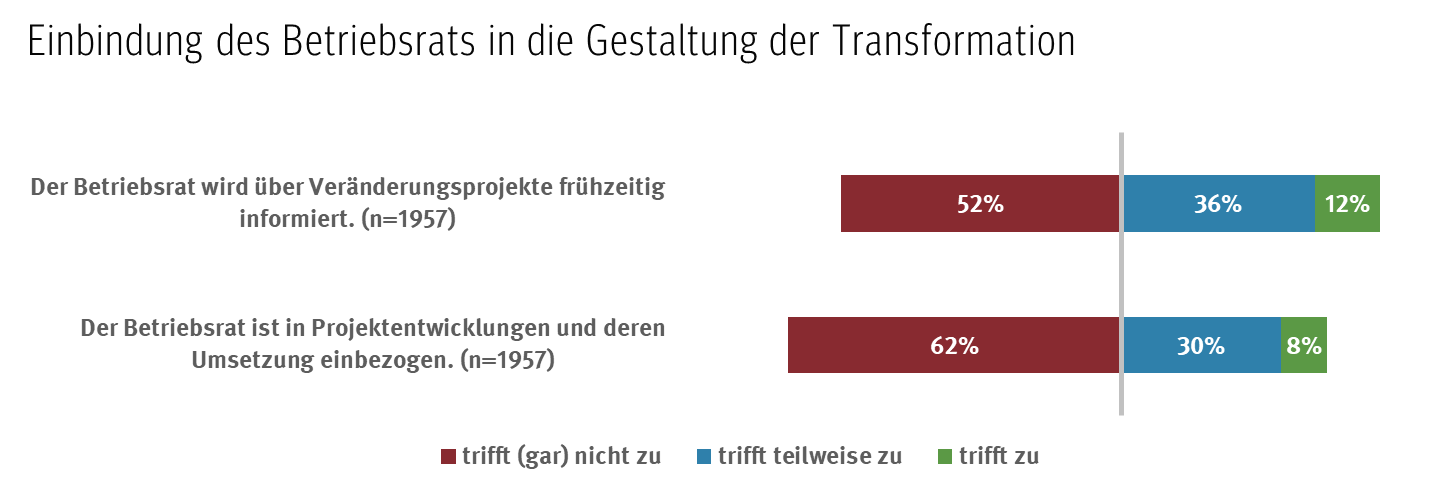 Einbindung des Betriebsrats in die Gestaltung der Transformation
Der Betriebsrat wird über Veränderungsprojekte frühzeitig
informiert. (n=1957)
52%
36%
12%
Der Betriebsrat ist in Projektentwicklungen und deren
Umsetzung einbezogen. (n=1957)
62%
30%
8%
trifft (gar) nicht zu
trifft teilweise zu
trifft zu